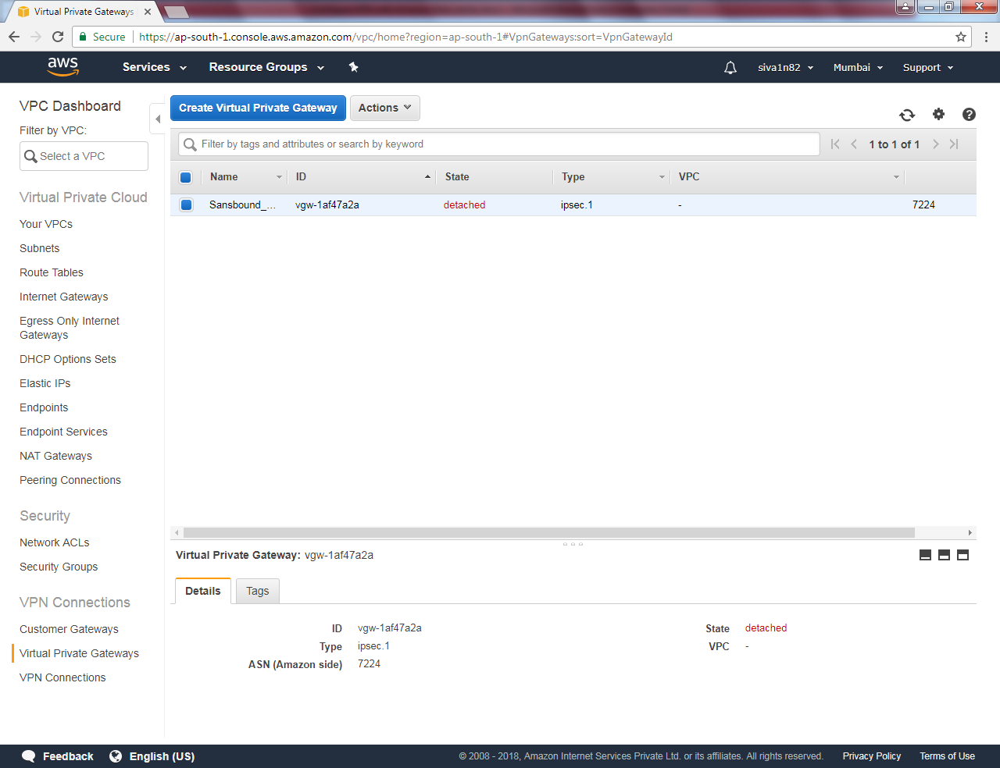 Virtual Private Gateways
Secure https://ap-south-1.console.aws.amazon.com/vpc/home?region=ap-south-1#VpnGateways:sort=VpnGatewayId
aws Services Resource Groups siva1n82 Mumbai Support
VPC Dashboard
Filter by VPC:
Select a VPC
Virtual Private Cloud
Your VPCs
Subnets
Route Tables
Internet Gateways
Egress Only Internet
Gateways
DHCP Options Sets
Elastic IPs
Endpoints
Endpoint Services
NAT Gateways
Peering Connections
Security
Network ACLs
Security Groups
VPN Connections
Customer Gateways
Virtual Private Gateways
VPN Connections
Create Virtual Private Gateway Actions
Filter by tags and attributes or search by keyword 1 to 1 of 1
Name ID State Type VPC
Sansbound_... vgw-1af47a2a detached ipsec.1 - 7224
Virtual Private Gateway: vgw-1af47a2a
Details Tags
ID vgw-1af47a2a State detached
Type ipsec.1 VPC -
ASN (Amazon side) 7224
Feedback English (US) © 2008 - 2018, Amazon Internet Services Private Ltd. or its affiliates. All rights reserved. Privacy Policy Terms of Use